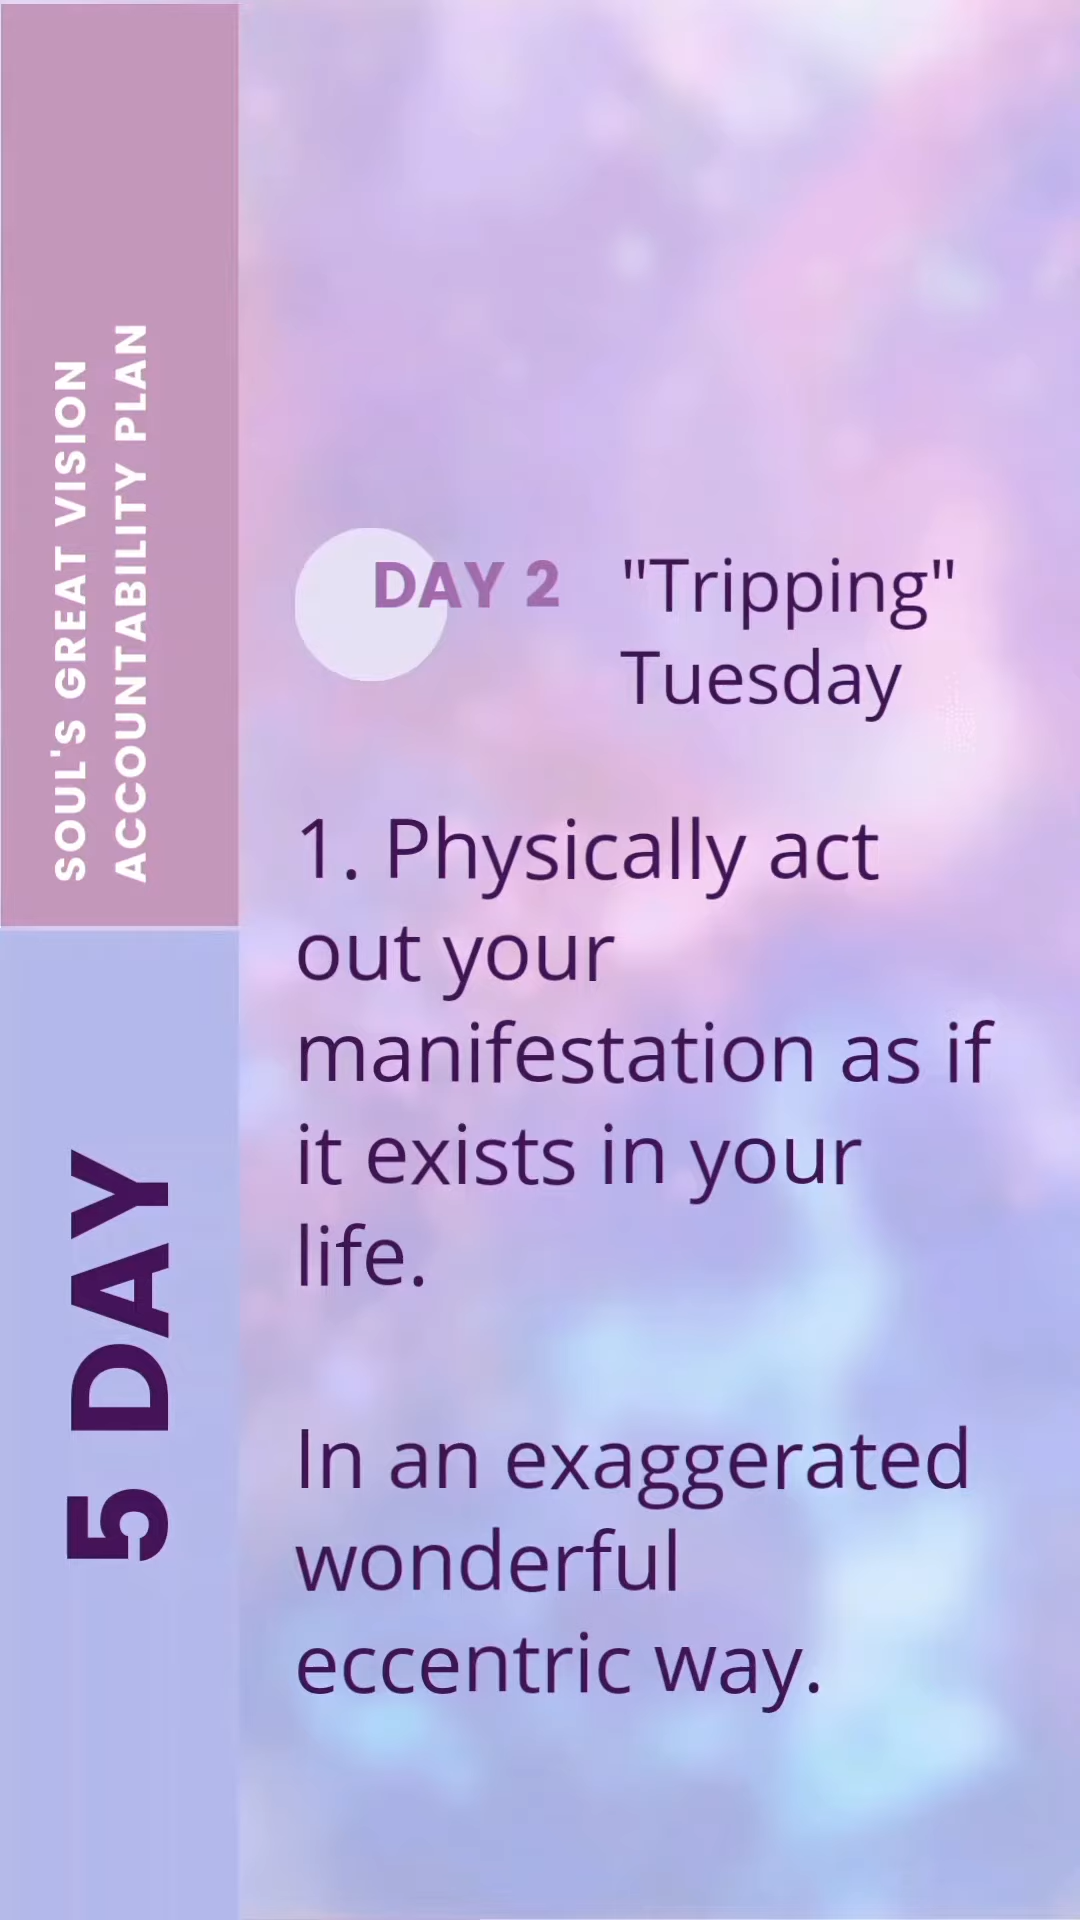 SOUL'S GREAT VISION
ACCOUNTABILITY PLAN
5 DAY
DAY 2
"Tripping"
Tuesday
1. Physically act
out your
manifestation as if
it exists in your
life.
In an exaggerated
wonderful
eccentric way.